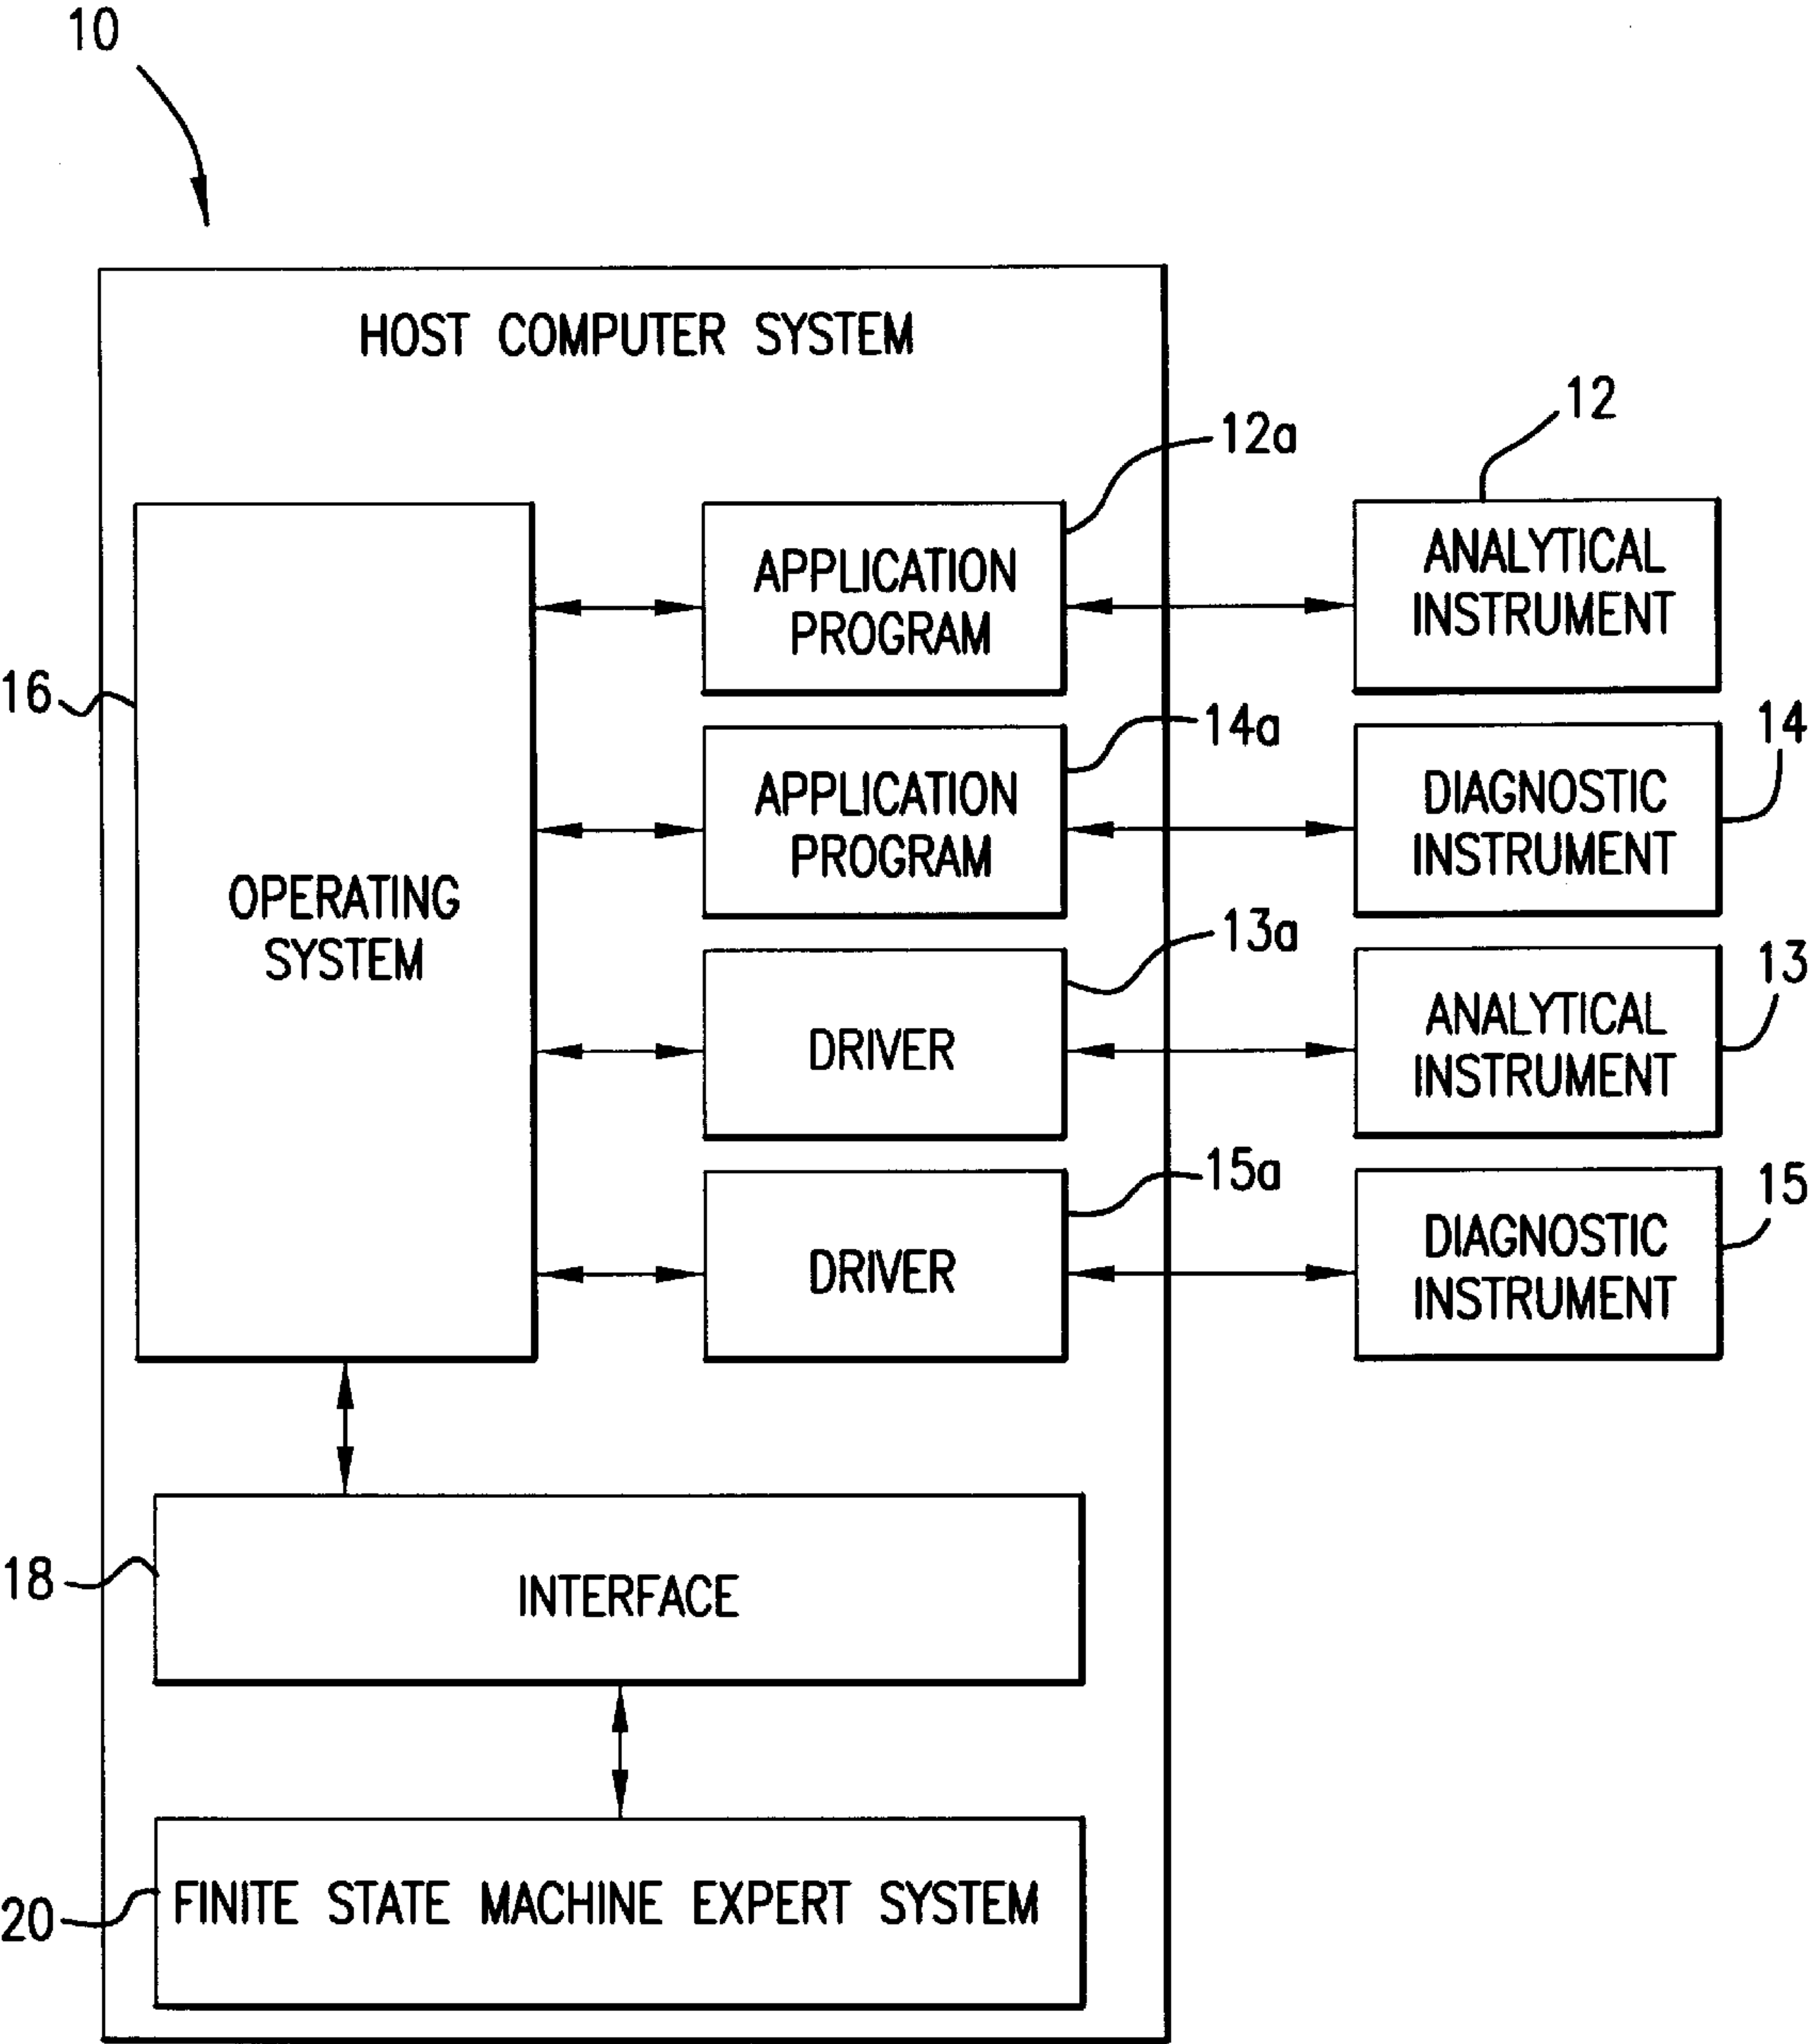 10
HOST COMPUTER SYSTEM
12a
12
APPLICATION
PROGRAM
ANALYTICAL
INSTRUMENT
16
14a
14
APPLICATION
PROGRAM
DIAGNOSTIC
INSTRUMENT
OPERATING
SYSTEM
13a
13
DRIVER
ANALYTICAL
INSTRUMENT
15a
15
DRIVER
DIAGNOSTIC
INSTRUMENT
18
INTERFACE
20
FINITE STATE MACHINE EXPERT SYSTEM